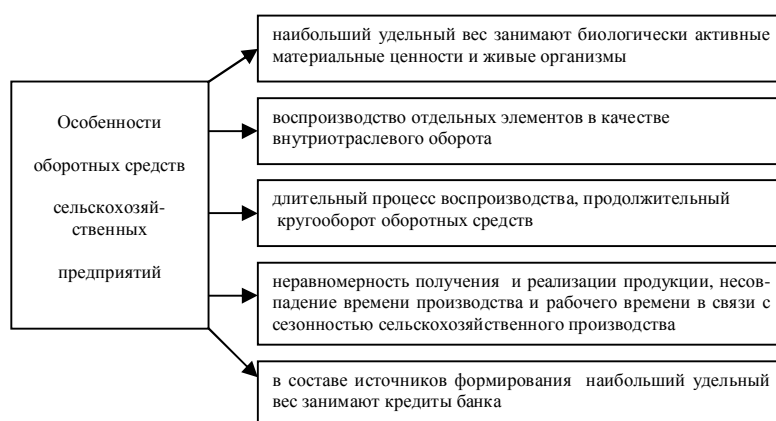 Особенности
оборотных средств
сельскохозяй-
ственных
предприятий
наибольший удельный вес занимают биологически активные
материальные ценности и живые организмы
воспроизводство отдельных элементов в качестве
внутриотраслевого оборота
длительный процесс воспроизводства, продолжительный
кругооборот оборотных средств
неравномерность получения и реализации продукции, несов-
падение времени производства и рабочего времени в связи с
сезонностью сельскохозяйственного производства
в составе источников формирования наибольший удельный
вес занимают кредиты банка